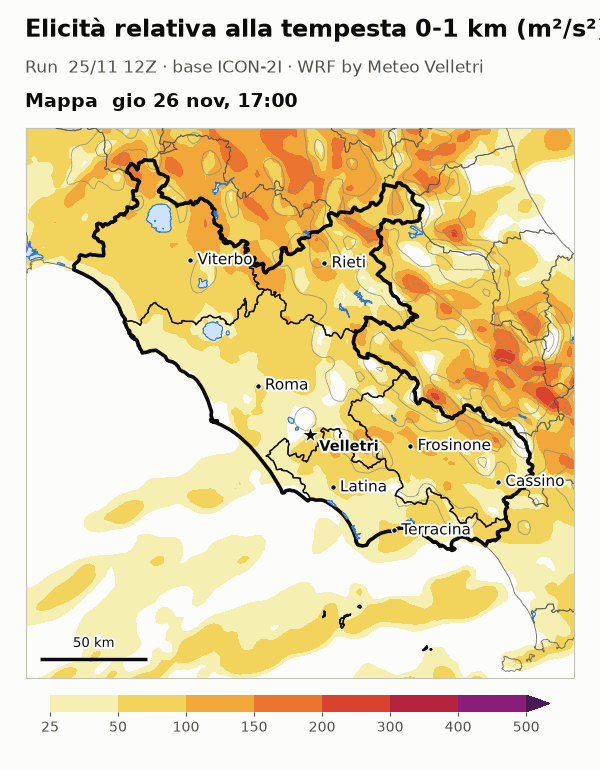 Elicità relativa alla tempesta 0-1 km (m²/s²)
Run 25/11 12Z · base ICON-2I · WRF by Meteo Velletri
Mappa gio 26 nov, 17:00
Viterbo
Rieti
Roma
Velletri
Frosinone
Cassino
Latina
Terracina
50 km
25 50 100 150 200 300 400 500